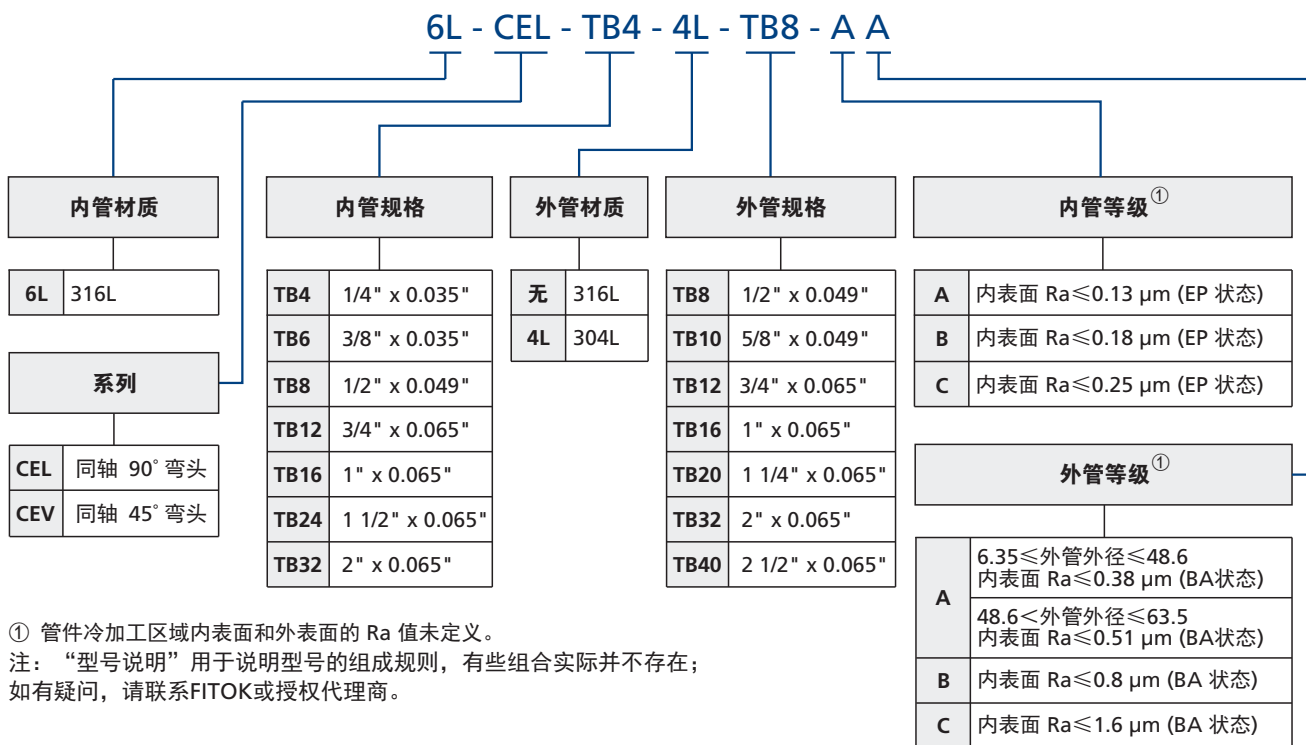 6L - CEL - TB4 - 4L - TB8 - A A
内管材质
6L 316L
系列
CEL 同轴 90° 弯头
CEV 同轴 45° 弯头
内管规格
TB4 1/4" x 0.035"
TB6 3/8" x 0.035"
TB8 1/2" x 0.049"
TB12 3/4" x 0.065"
TB16 1" x 0.065"
TB24 1 1/2" x 0.065"
TB32 2" x 0.065"
外管材质
无 316L
4L 304L
外管规格
TB8 1/2" x 0.049"
TB10 5/8" x 0.049"
TB12 3/4" x 0.065"
TB16 1" x 0.065"
TB20 1 1/4" x 0.065"
TB32 2" x 0.065"
TB40 2 1/2" x 0.065"
内管等级①
A 内表面 Ra≤0.13 µm (EP 状态)
B 内表面 Ra≤0.18 µm (EP 状态)
C 内表面 Ra≤0.25 µm (EP 状态)
外管等级①
A 6.35≤外管外径≤48.6
内表面 Ra≤0.38 µm (BA状态)
48.6<外管外径≤63.5
内表面 Ra≤0.51 µm (BA状态)
B 内表面 Ra≤0.8 µm (BA 状态)
C 内表面 Ra≤1.6 µm (BA 状态)
① 管件冷加工区域内表面和外表面的 Ra 值未定义。
注：“型号说明”用于说明型号的组成规则，有些组合实际并不存在；
如有疑问，请联系FITOK或授权代理商。